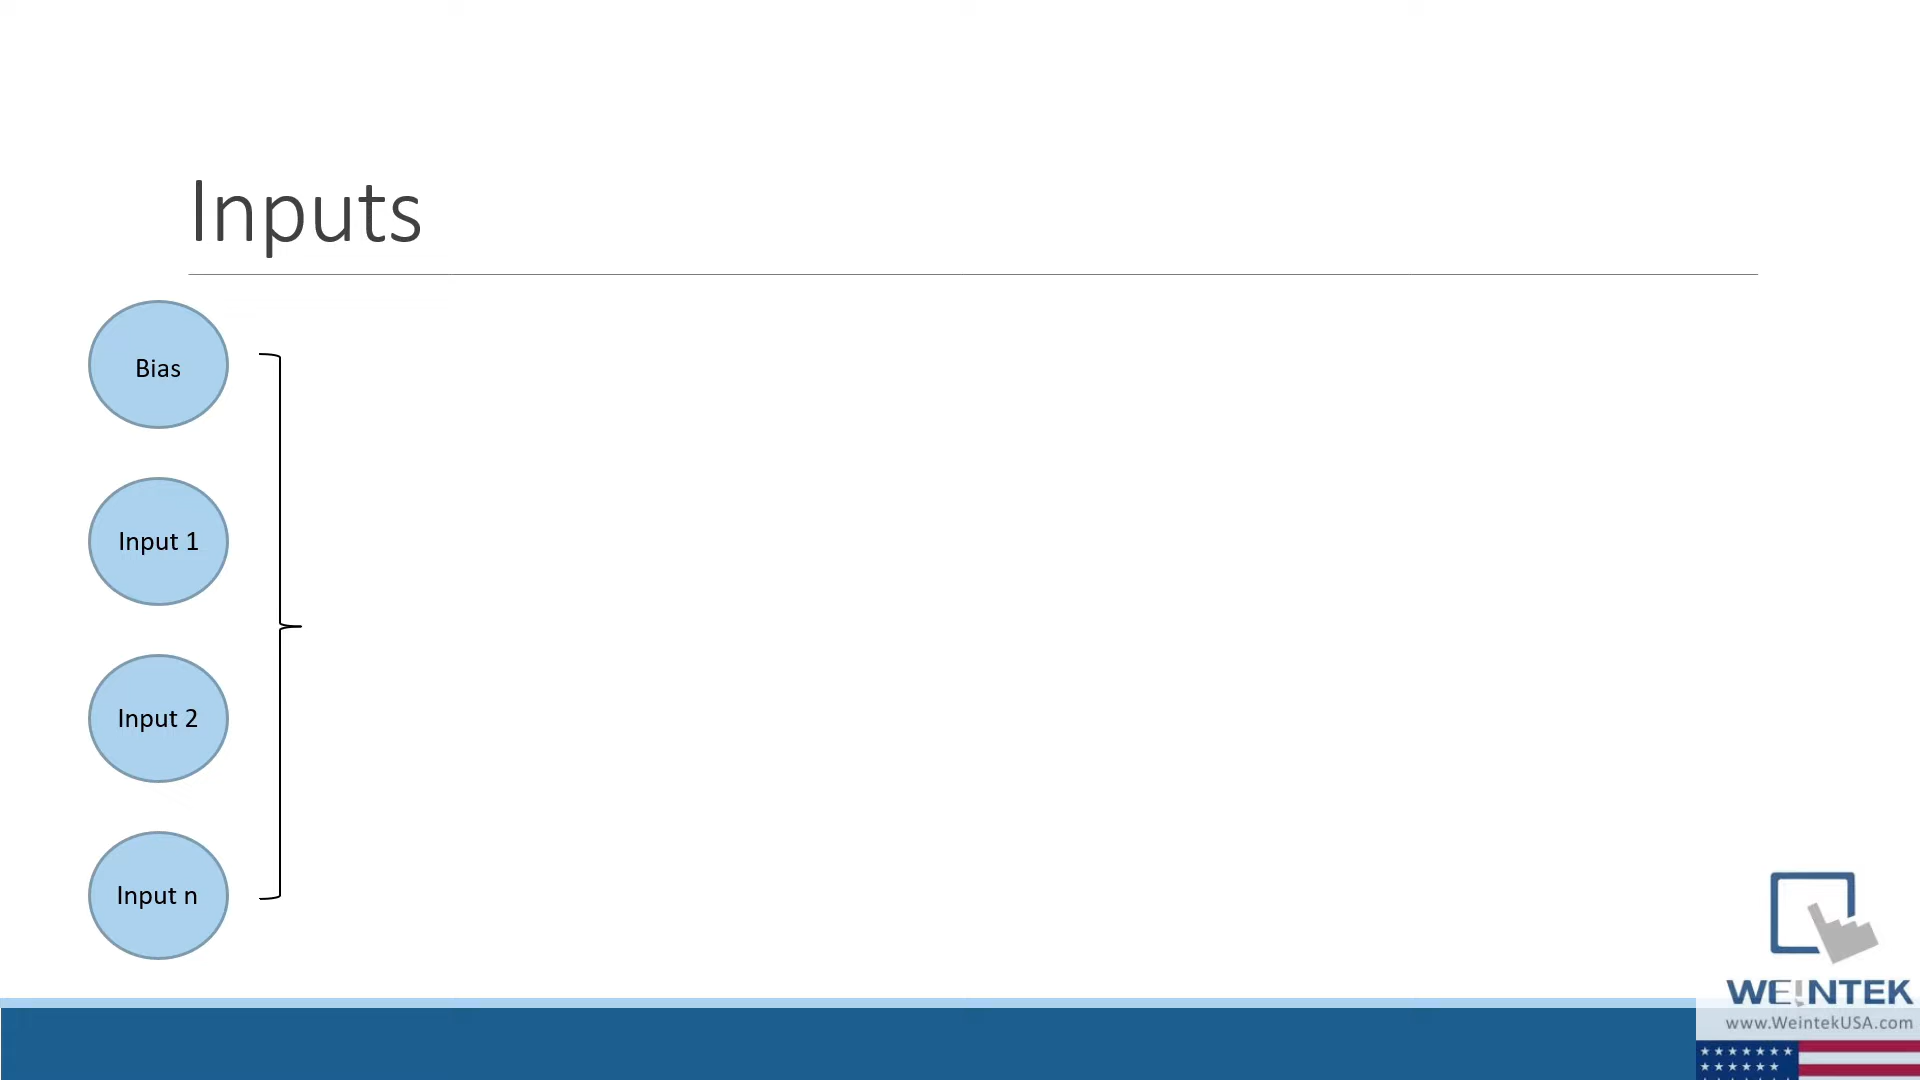 Inputs
Bias
Input 1
Input 2
Input n
WEINTEK
www.WeintekUSA.com